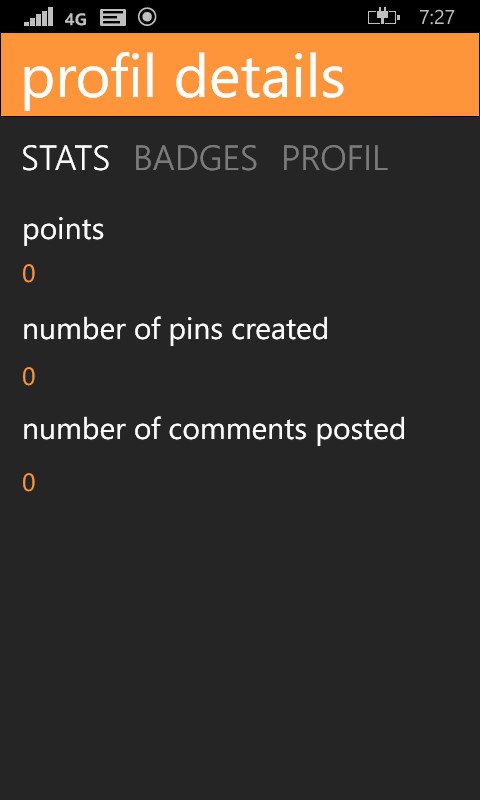 4G 7:27
profil details
STATS BADGES PROFIL
points
0
number of pins created
0
number of comments posted
0